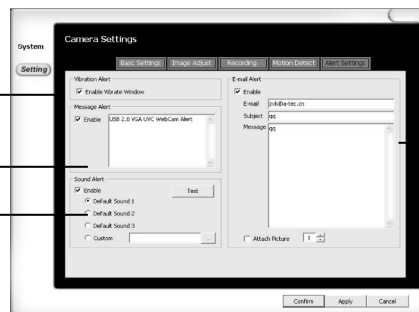 System
Setting
Camera Settings
Basic Settings
Image Adjust
Recording
Motion Detect
Alert Settings
Vibration Alert
Enable Vibrate Window
Message Alert
Enable
USB 2.0 VGA UVC WebCam Alert
Sound Alert
Enable
Test
Default Sound 1
Default Sound 2
Default Sound 3
Custom
...
E-mail Alert
Enable
E-mail
zxk@a-tec.cn
Subject
qq
Message
qq
Attach Picture
1
Confirm
Apply
Cancel